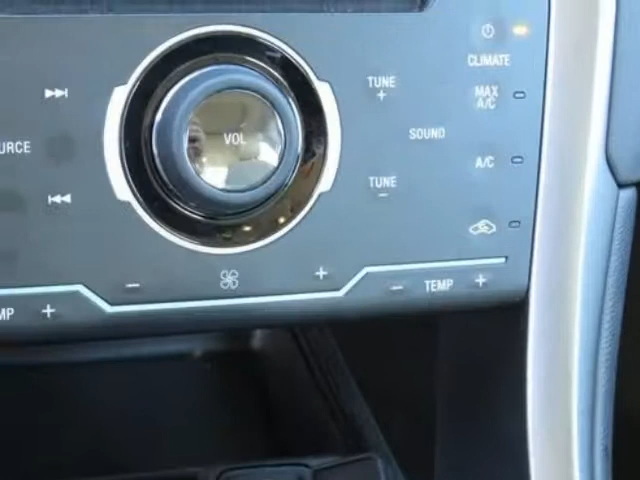 CLIMATE
TUNE
+
MAX
A/C
VOL
SOUND
URCE
A/C
TUNE
−
− +
− TEMP +
MP +